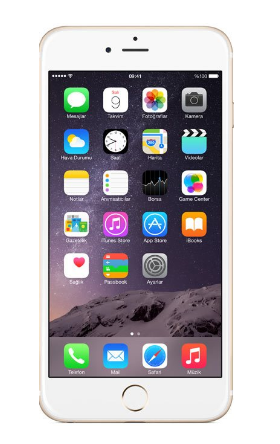 09:41
%100
Salı
9
Mesajlar Takvim Fotoğraflar Kamera
Hava Durumu Saat Harita Videolar
Notlar Anımsatıcılar Borsa Game Center
Gazetelik iTunes Store App Store iBooks
Sağlık Passbook Ayarlar
Telefon Mail Safari Müzik